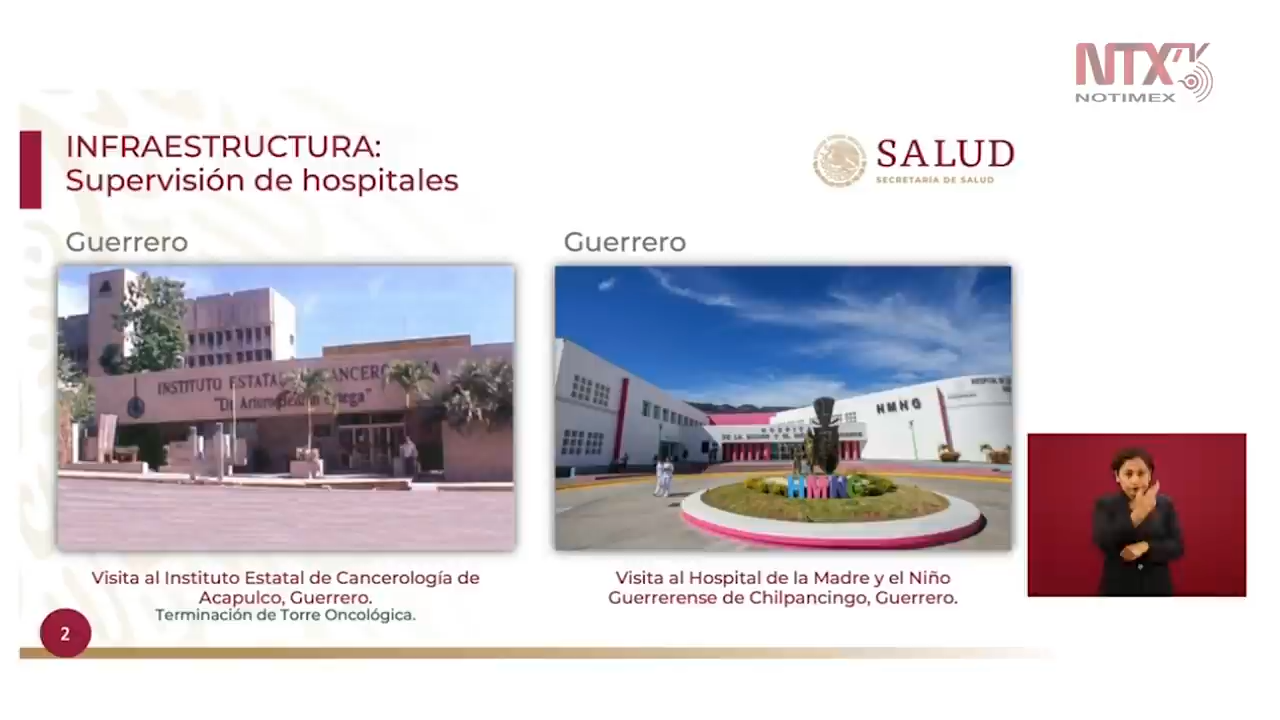 NTX
NOTIMEX
INFRAESTRUCTURA:
Supervisión de hospitales
SALUD
SECRETARÍA DE SALUD
Guerrero
Guerrero
INSTITUTO ESTATAL
"Dr. Arturo
HMNG
HMNG
Visita al Instituto Estatal de Cancerología de
Acapulco, Guerrero.
Terminación de Torre Oncológica.
Visita al Hospital de la Madre y el Niño
Guerrerense de Chilpancingo, Guerrero.
2